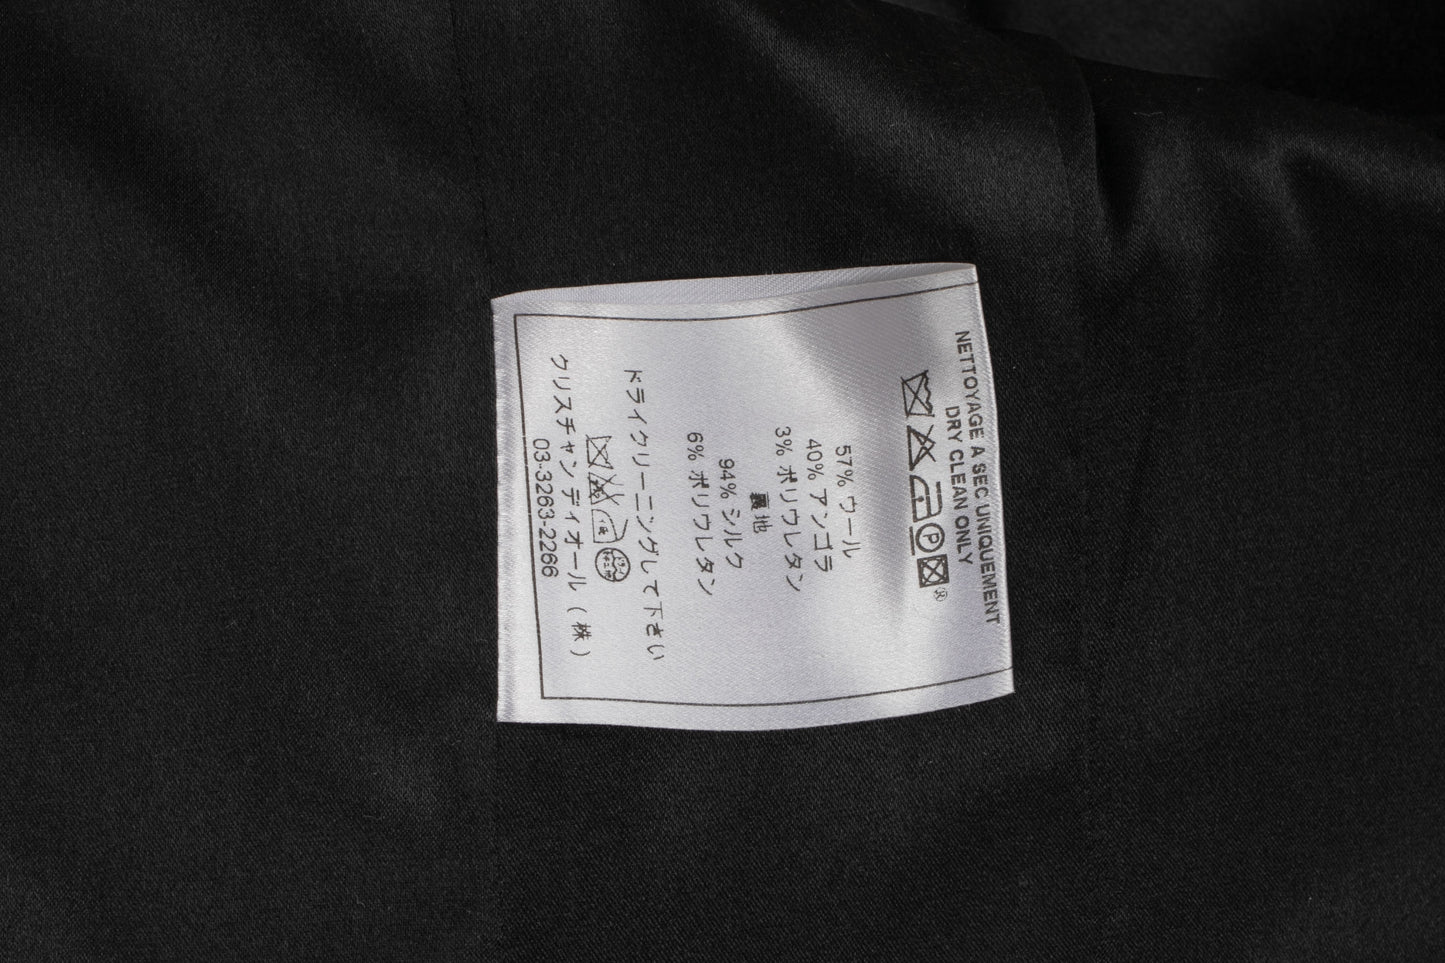 NETTOYAGE A SEC UNIQUEMENT
DRY CLEAN ONLY
P
®
57% ウール
40% アンゴラ
3% ポリウレタン
裏地
94% シルク
6% ポリウレタン
ドライクリーニングして下さい
クリスチャン ディオール (株)
03-3263-2266